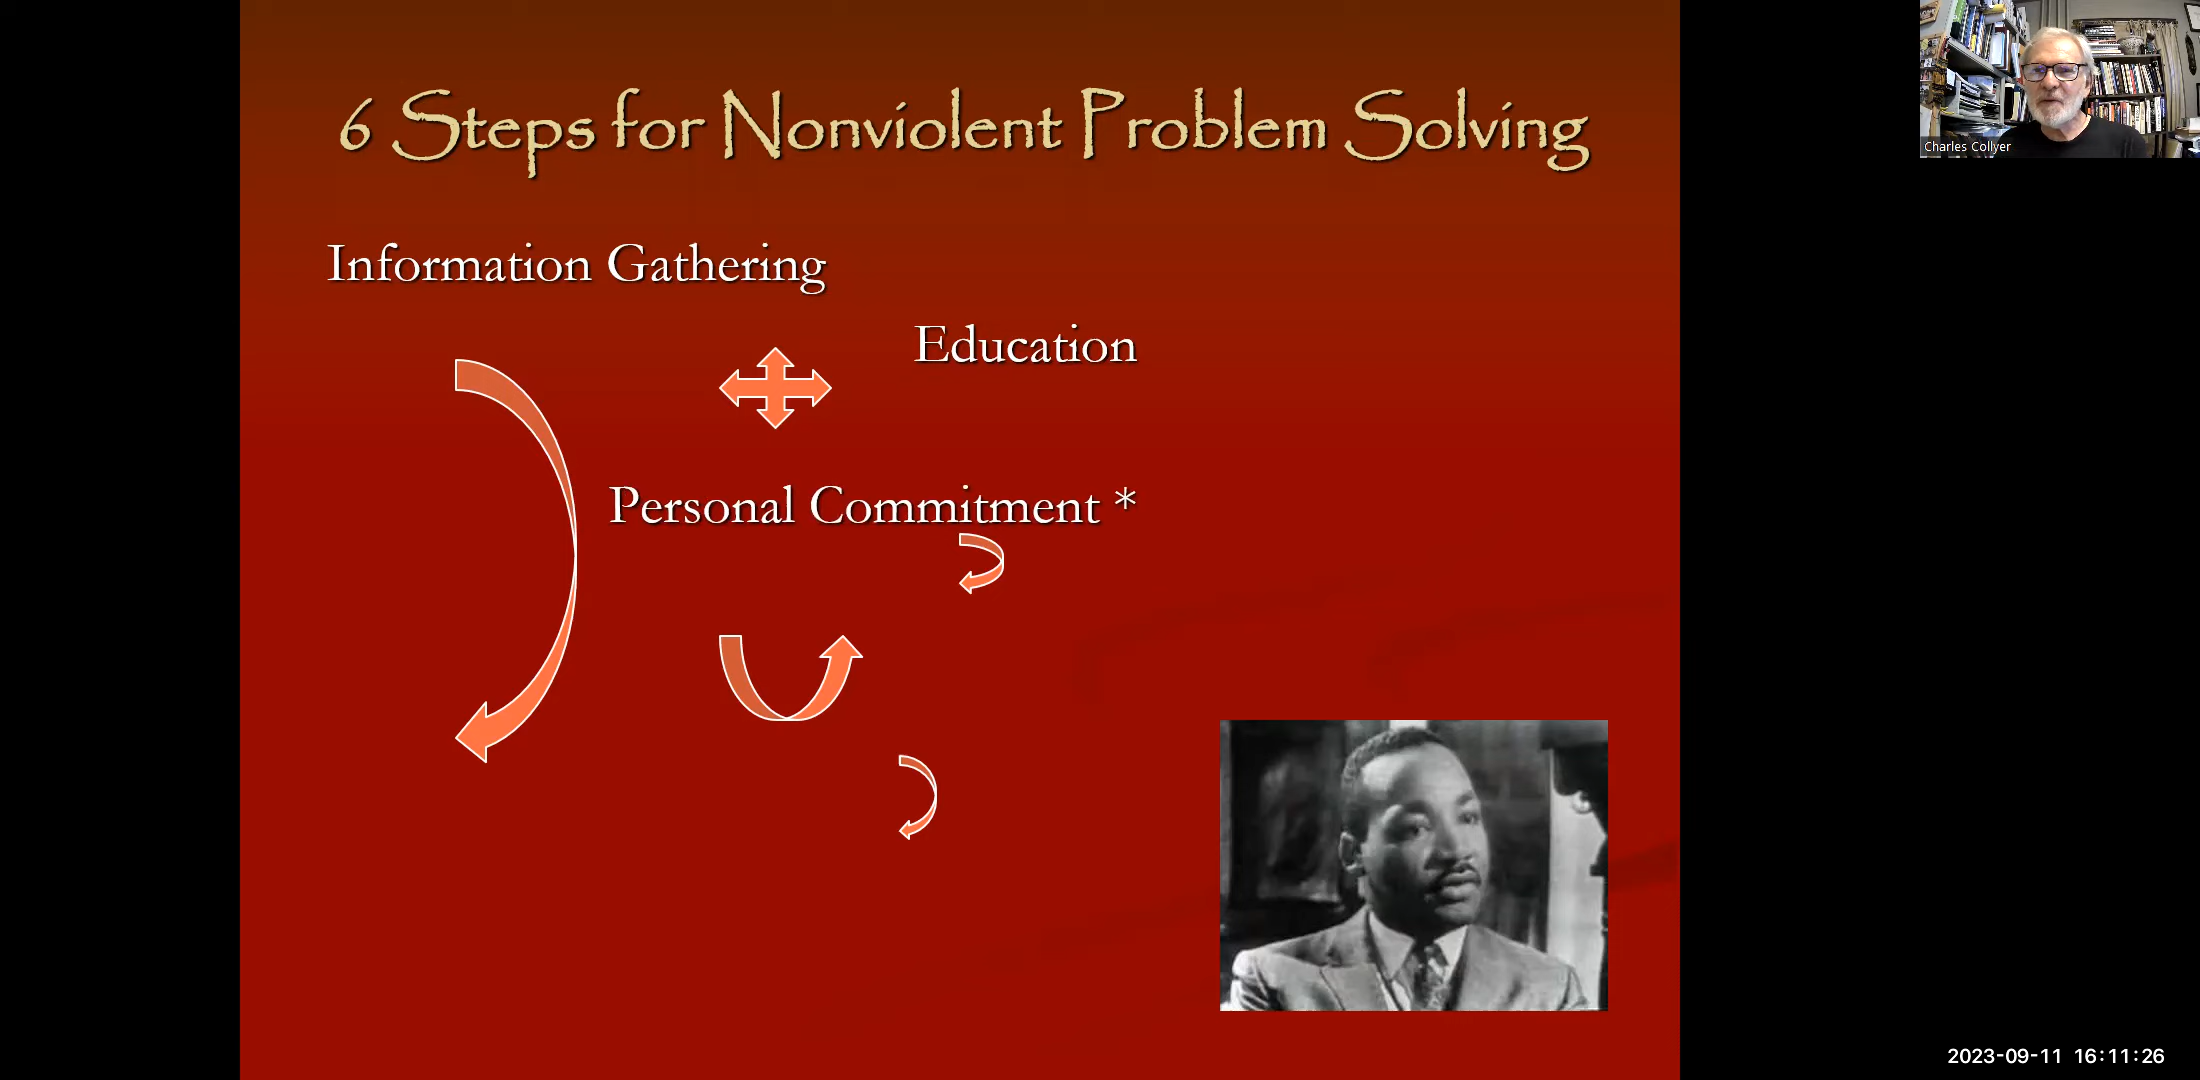 6 Steps for Nonviolent Problem Solving
Charles Collyer
Information Gathering
Education
Personal Commitment *
2023-09-11 16:11:26